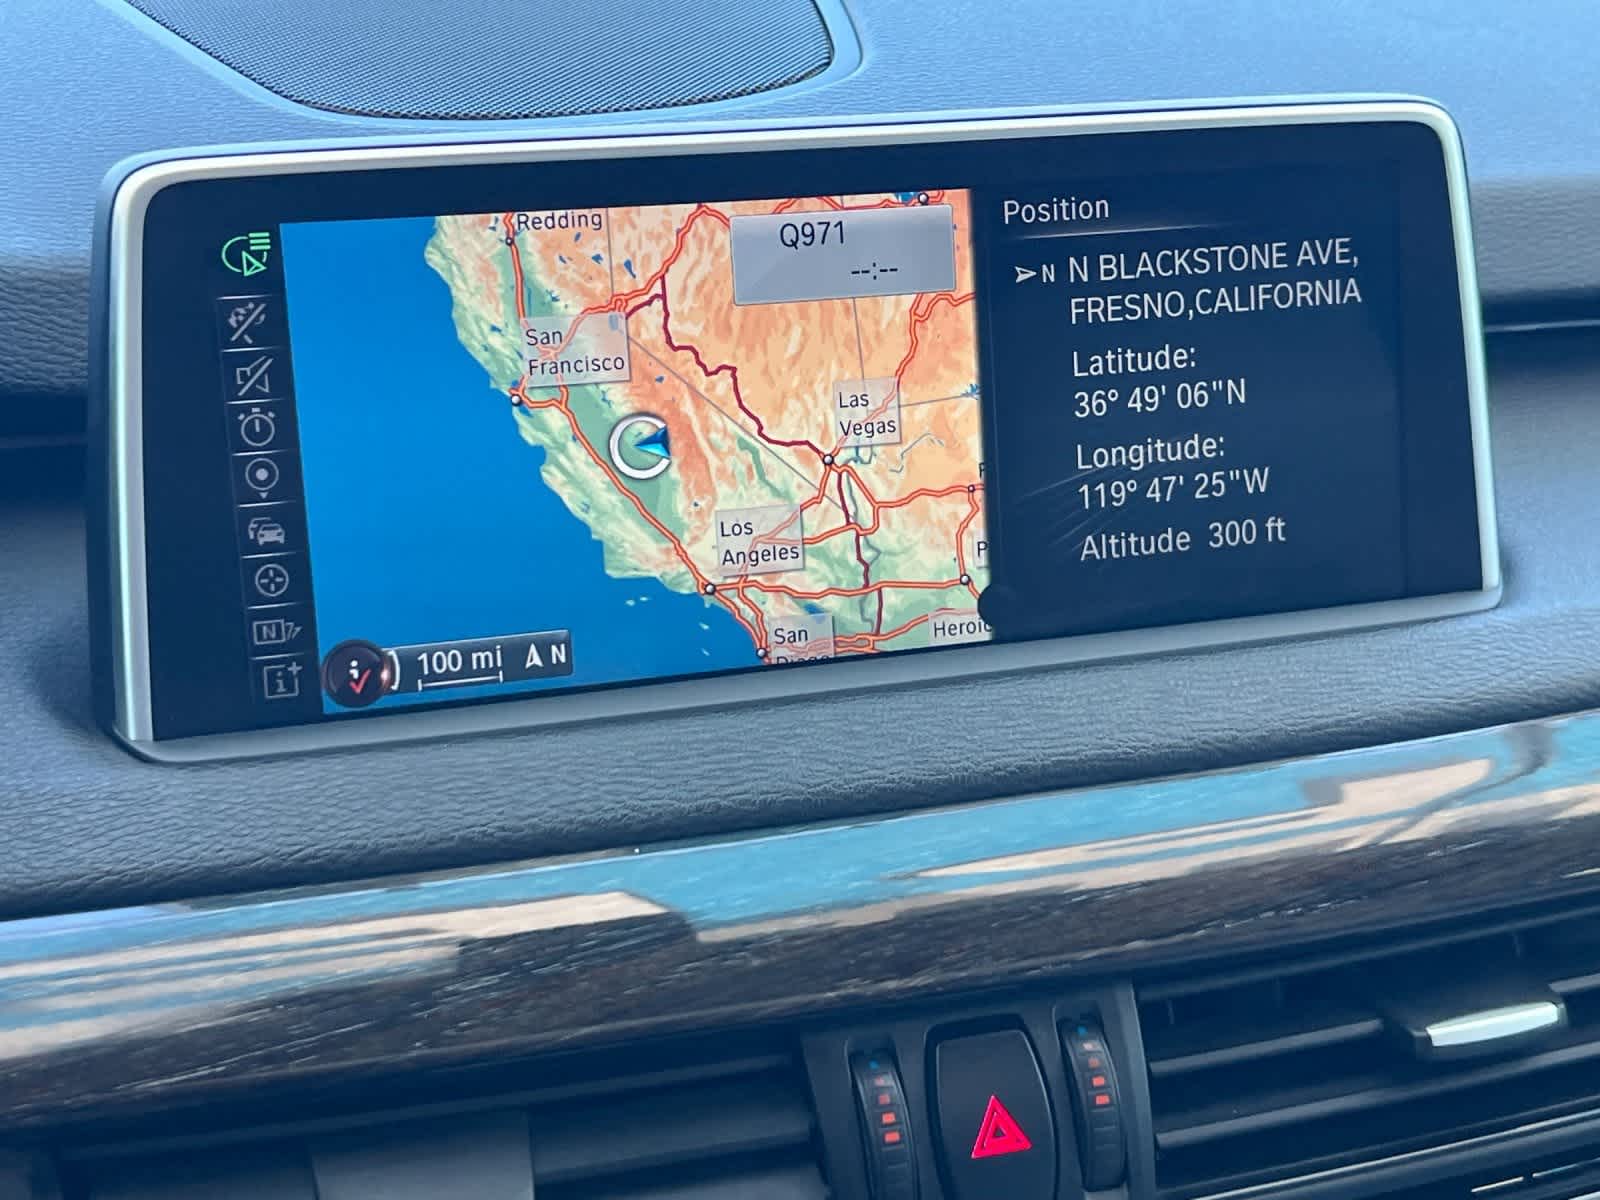 Redding
Q971
--:--
San
Francisco
Las
Vegas
Los
Angeles
San
Heroic
100 mi N
N
Position
N N BLACKSTONE AVE,
FRESNO,CALIFORNIA
Latitude:
36° 49' 06"N
Longitude:
119° 47' 25"W
Altitude 300 ft